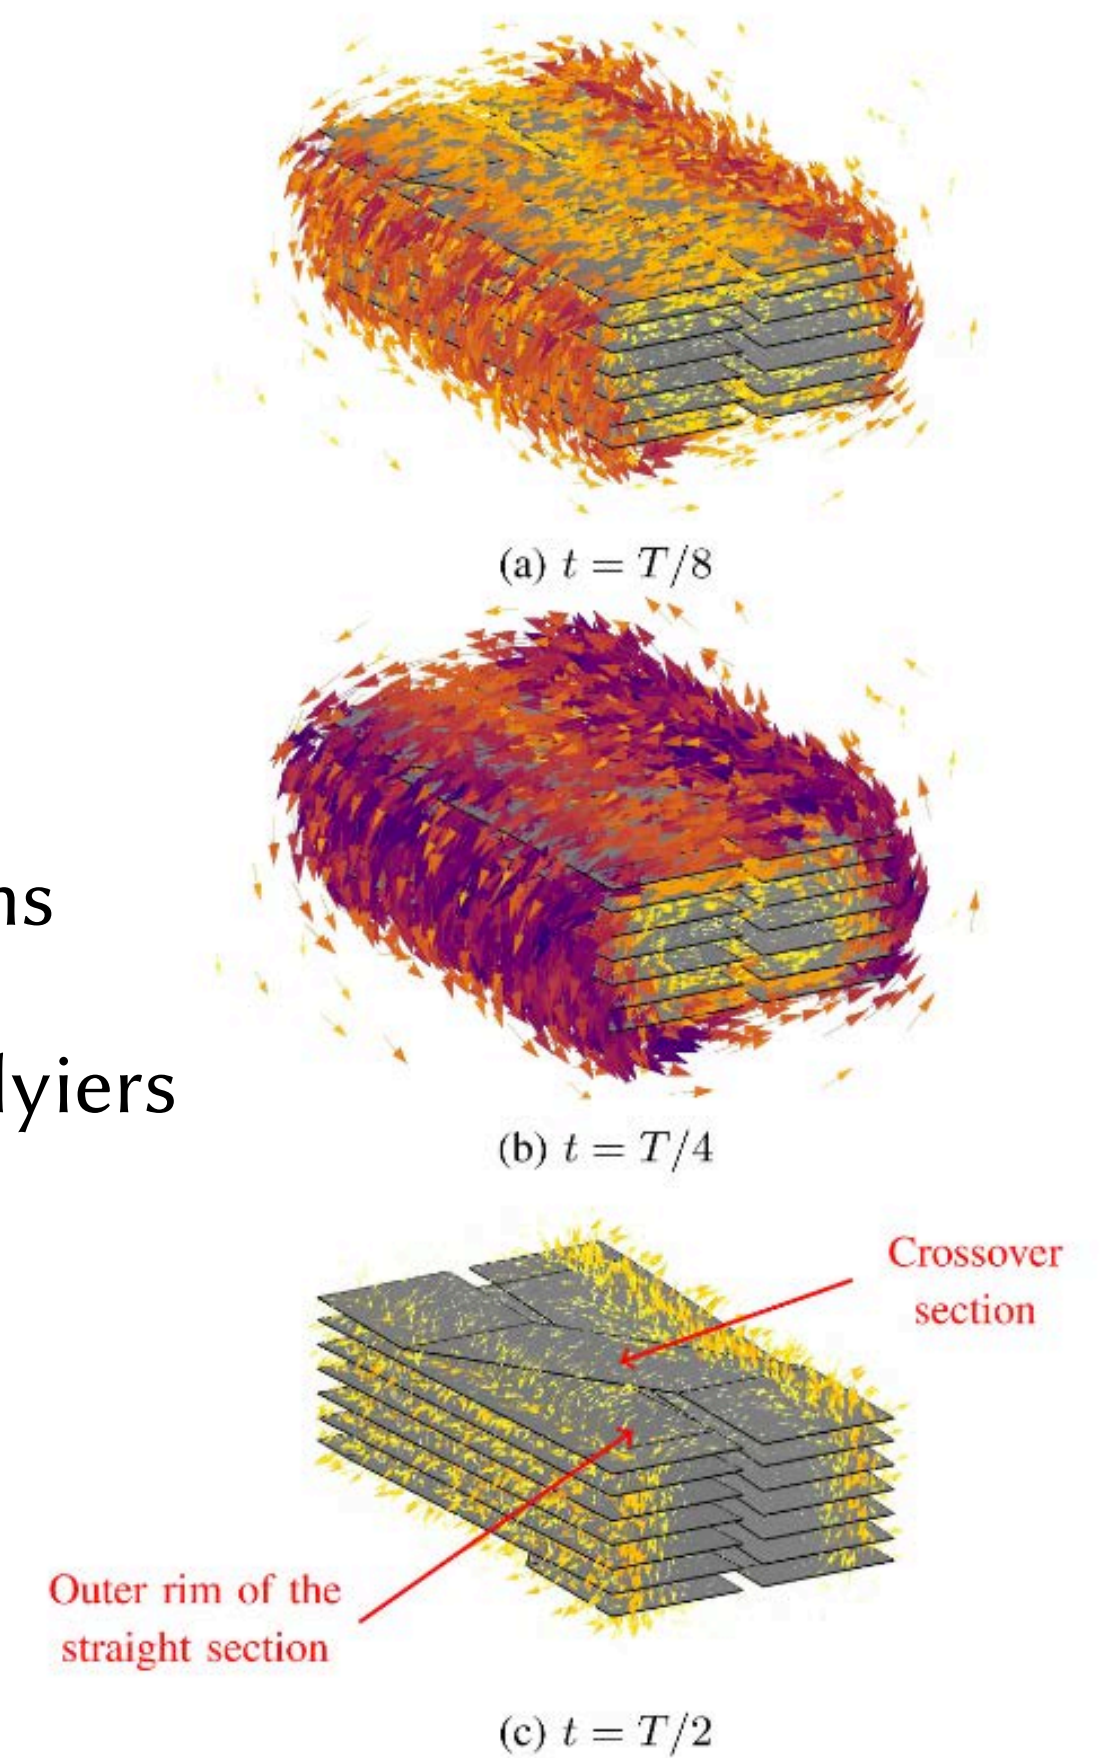 (a) t = T/8
ns
lyiers
(b) t = T/4
Crossover
section
Outer rim of the
straight section
(c) t = T/2